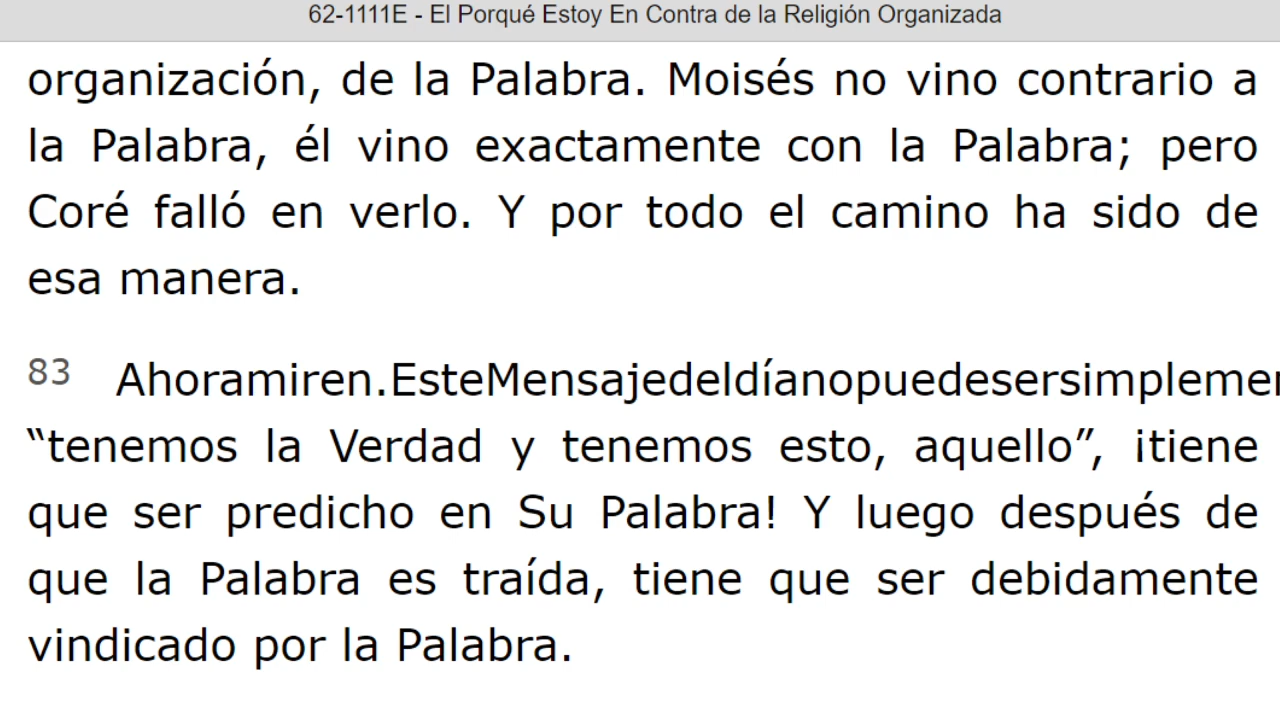 62-1111E - El Porqué Estoy En Contra de la Religión Organizada
organización, de la Palabra. Moisés no vino contrario a
la Palabra, él vino exactamente con la Palabra; pero
Coré falló en verlo. Y por todo el camino ha sido de
esa manera.
83 Ahoramiren.EsteMensajedeldíanopuedesersimplemen
“tenemos la Verdad y tenemos esto, aquello”, ¡tiene
que ser predicho en Su Palabra! Y luego después de
que la Palabra es traída, tiene que ser debidamente
vindicado por la Palabra.